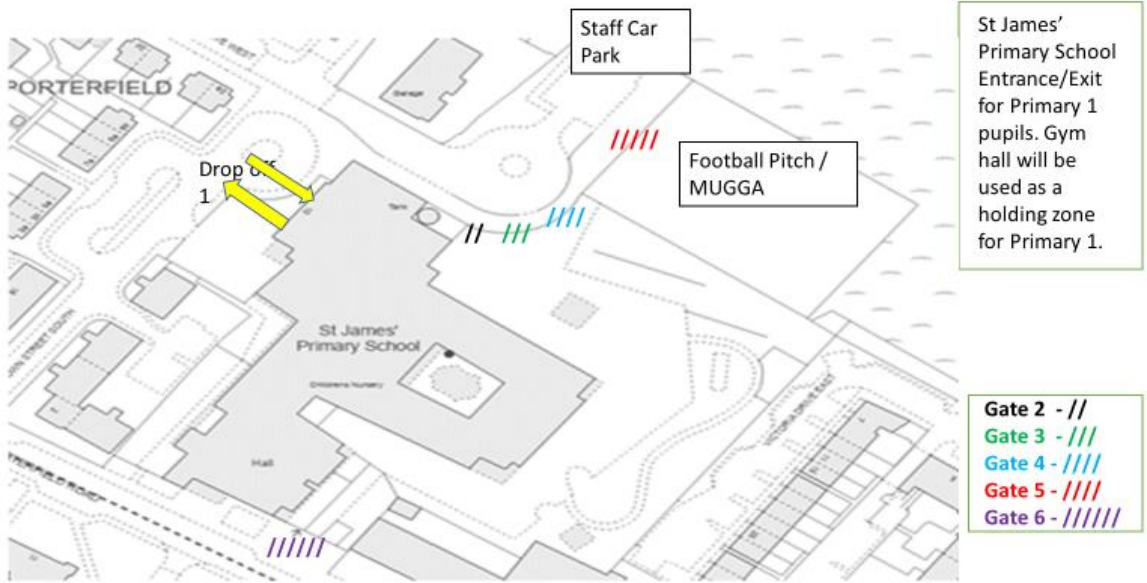 Staff Car
Park
St James'
Primary School
Entrance/Exit
for Primary 1
pupils. Gym
hall will be
used as a
holding zone
for Primary 1.
PORTERFIELD
Football Pitch /
MUGGA
Drop off
1
//
///
////
/////
St James'
Primary School
Children's Nursery
Hall
//////
Gate 2 - //
Gate 3 - ///
Gate 4 - ////
Gate 5 - ////
Gate 6 - //////